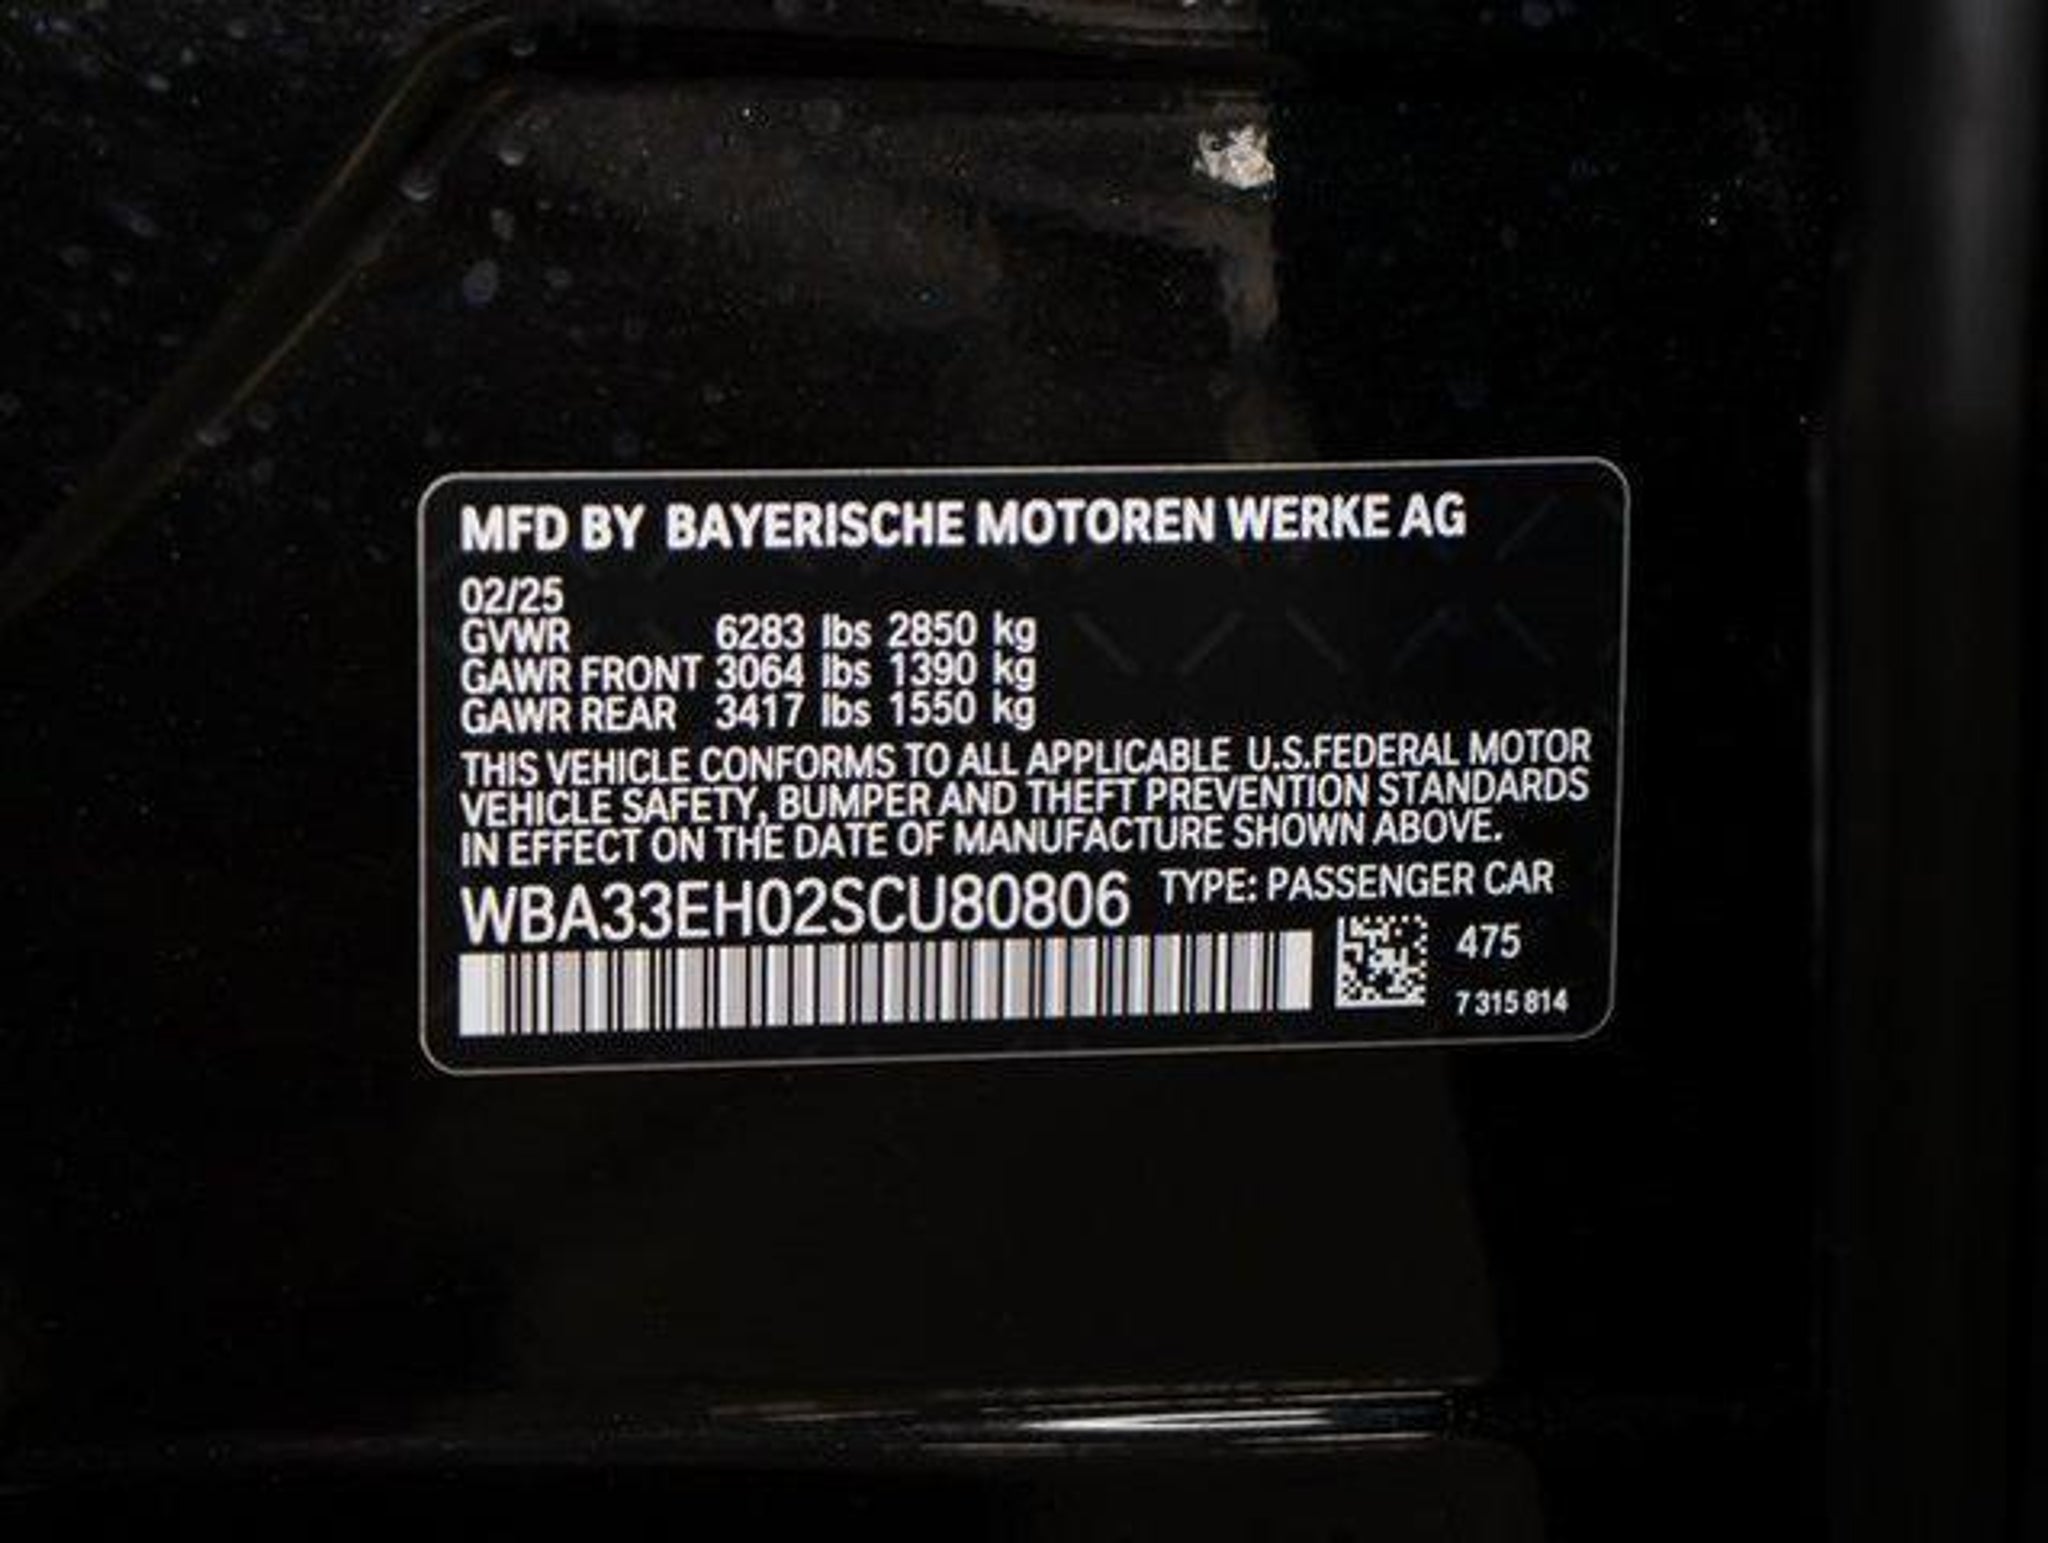 MFD BY BAYERISCHE MOTOREN WERKE AG
02/25
GVWR 6283 lbs 2850 kg
GAWR FRONT 3064 lbs 1390 kg
GAWR REAR 3417 lbs 1550 kg
THIS VEHICLE CONFORMS TO ALL APPLICABLE U.S.FEDERAL MOTOR
VEHICLE SAFETY, BUMPER AND THEFT PREVENTION STANDARDS
IN EFFECT ON THE DATE OF MANUFACTURE SHOWN ABOVE.
WBA33EH02SCU80806 TYPE: PASSENGER CAR
475
7 315 814